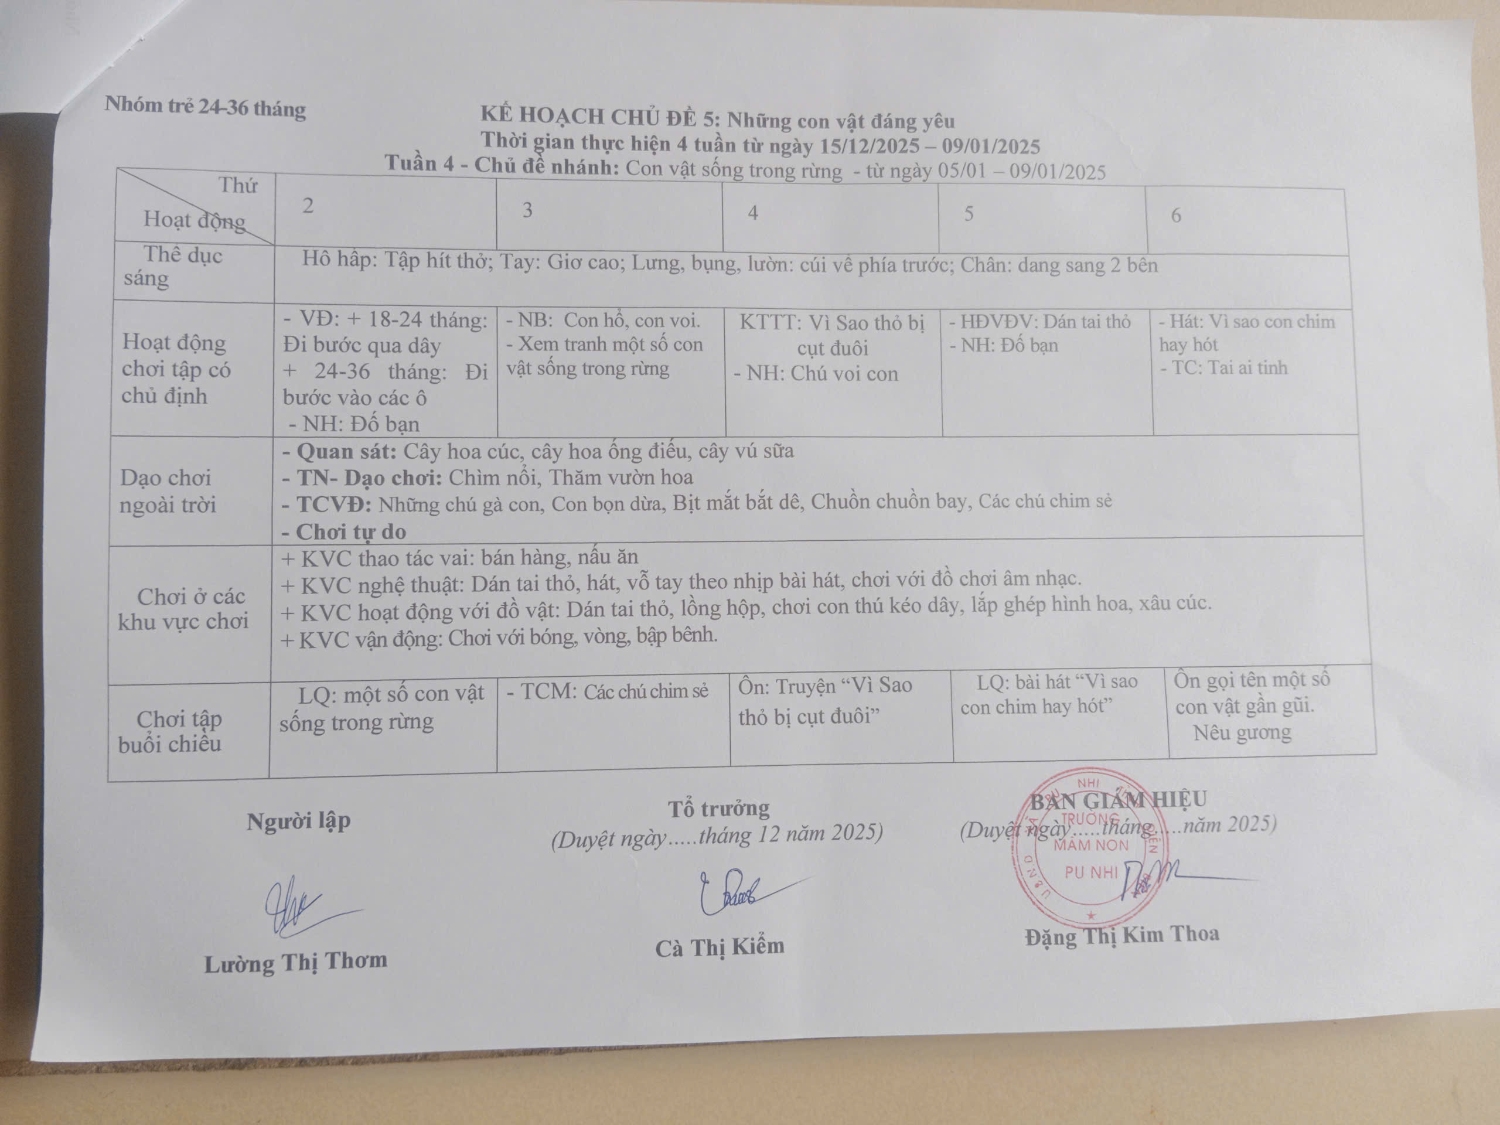 Nhóm trẻ 24-36 tháng
KẾ HOẠCH CHỦ ĐỀ 5: Những con vật đáng yêu
Thời gian thực hiện 4 tuần từ ngày 15/12/2025 – 09/01/2025
Tuần 4 - Chủ đề nhánh: Con vật sống trong rừng - từ ngày 05/01 – 09/01/2025
Thứ
Hoạt động
2
3
4
5
6
Thể dục
sáng
Hô hấp: Tập hít thở; Tay: Giơ cao; Lưng, bụng, lườn: cúi về phía trước; Chân: dang sang 2 bên
Hoạt động
chơi tập có
chủ định
- VĐ: + 18-24 tháng:
Đi bước qua dây
+ 24-36 tháng: Đi
bước vào các ô
- NH: Đố bạn
- NB: Con hổ, con voi.
- Xem tranh một số con
vật sống trong rừng
KTTT: Vì Sao thỏ bị
cụt đuôi
- NH: Chú voi con
- HĐVĐV: Dán tai thỏ
- NH: Đố bạn
- Hát: Vì sao con chim
hay hót
- TC: Tai ai tinh
Dạo chơi
ngoài trời
- Quan sát: Cây hoa cúc, cây hoa ống điếu, cây vú sữa
- TN- Dạo chơi: Chìm nổi, Thăm vườn hoa
- TCVĐ: Những chú gà con, Con bọn dừa, Bịt mắt bắt dê, Chuồn chuồn bay, Các chú chim sẻ
- Chơi tự do
Chơi ở các
khu vực chơi
+ KVC thao tác vai: bán hàng, nấu ăn
+ KVC nghệ thuật: Dán tai thỏ, hát, vỗ tay theo nhịp bài hát, chơi với đồ chơi âm nhạc.
+ KVC hoạt động với đồ vật: Dán tai thỏ, lồng hộp, chơi con thú kéo dây, lắp ghép hình hoa, xâu cúc.
+ KVC vận động: Chơi với bóng, vòng, bập bênh.
Chơi tập
buổi chiều
LQ: một số con vật
sống trong rừng
- TCM: Các chú chim sẻ
Ôn: Truyện “Vì Sao
thỏ bị cụt đuôi”
LQ: bài hát “Vì sao
con chim hay hót”
Ôn gọi tên một số
con vật gần gũi.
Nêu gương
Người lập
Tổ trưởng
(Duyệt ngày.....tháng 12 năm 2025)
BAN GIÁM HIỆU
(Duyệt ngày.....tháng.....năm 2025)
TRƯỜNG
MẦM NON
PU NHI
Lường Thị Thơm
Cà Thị Kiểm
Đặng Thị Kim Thoa